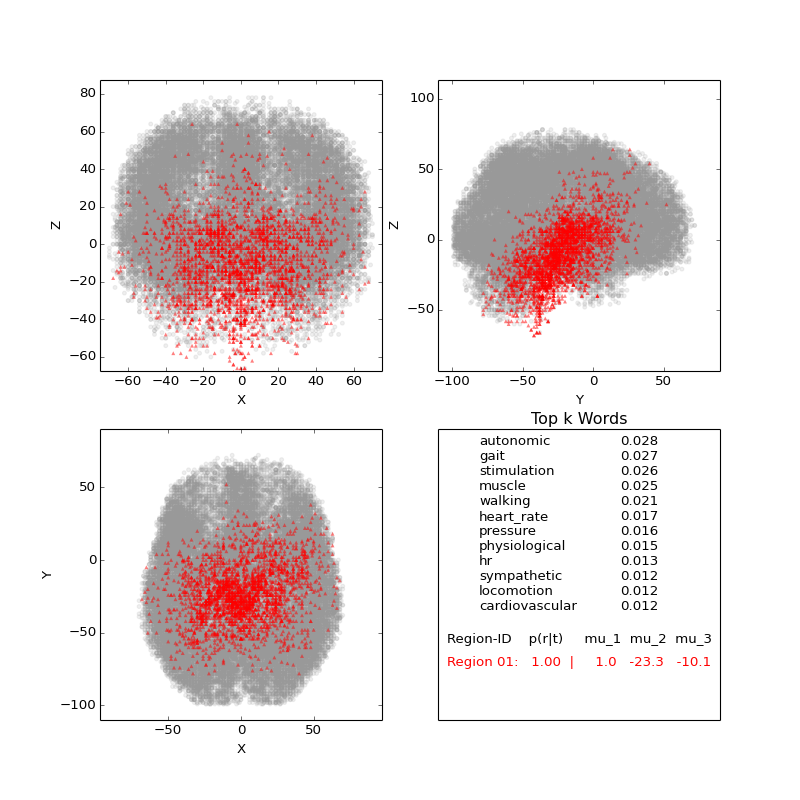 80
60
40
20
0
−20
−40
−60
Z
−60 −40 −20 0 20 40 60
X
100
50
0
−50
Z
−100 −50 0 50
Y
50
0
−50
−100
Y
−50 0 50
X
Top k Words
autonomic 0.028
gait 0.027
stimulation 0.026
muscle 0.025
walking 0.021
heart_rate 0.017
pressure 0.016
physiological 0.015
hr 0.013
sympathetic 0.012
locomotion 0.012
cardiovascular 0.012
Region-ID p(r|t) mu_1 mu_2 mu_3
Region 01: 1.00 | 1.0 -23.3 -10.1